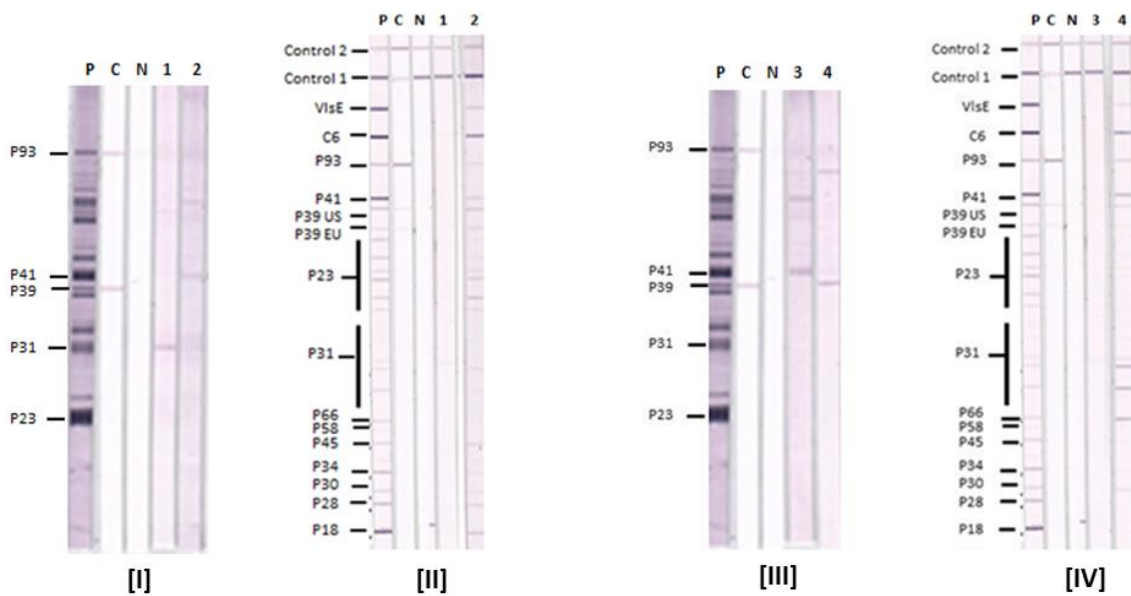 P C N 1 2
P93
P41
P39
P31
P23
[I]
P C N 1 2
Control 2
Control 1
VlsE
C6
P93
P41
P39 US
P39 EU
P23
P31
P66
P58
P45
P34
P30
P28
P18
[II]
P C N 3 4
P93
P41
P39
P31
P23
[III]
P C N 3 4
Control 2
Control 1
VlsE
C6
P93
P41
P39 US
P39 EU
P23
P31
P66
P58
P45
P34
P30
P28
P18
[IV]